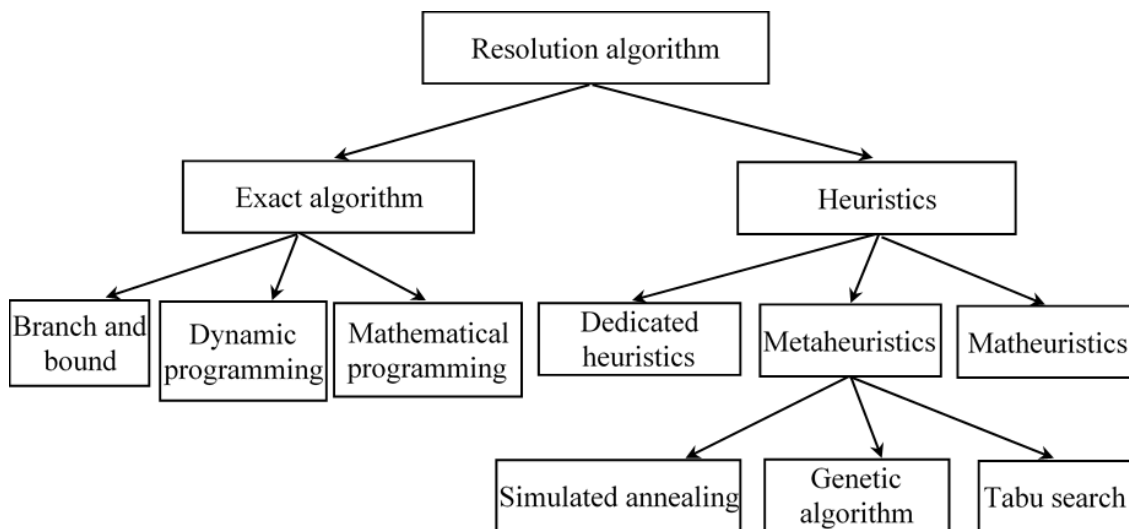 Resolution algorithm
Exact algorithm
Heuristics
Branch and
bound
Dynamic
programming
Mathematical
programming
Dedicated
heuristics
Metaheuristics
Matheuristics
Simulated annealing
Genetic
algorithm
Tabu search